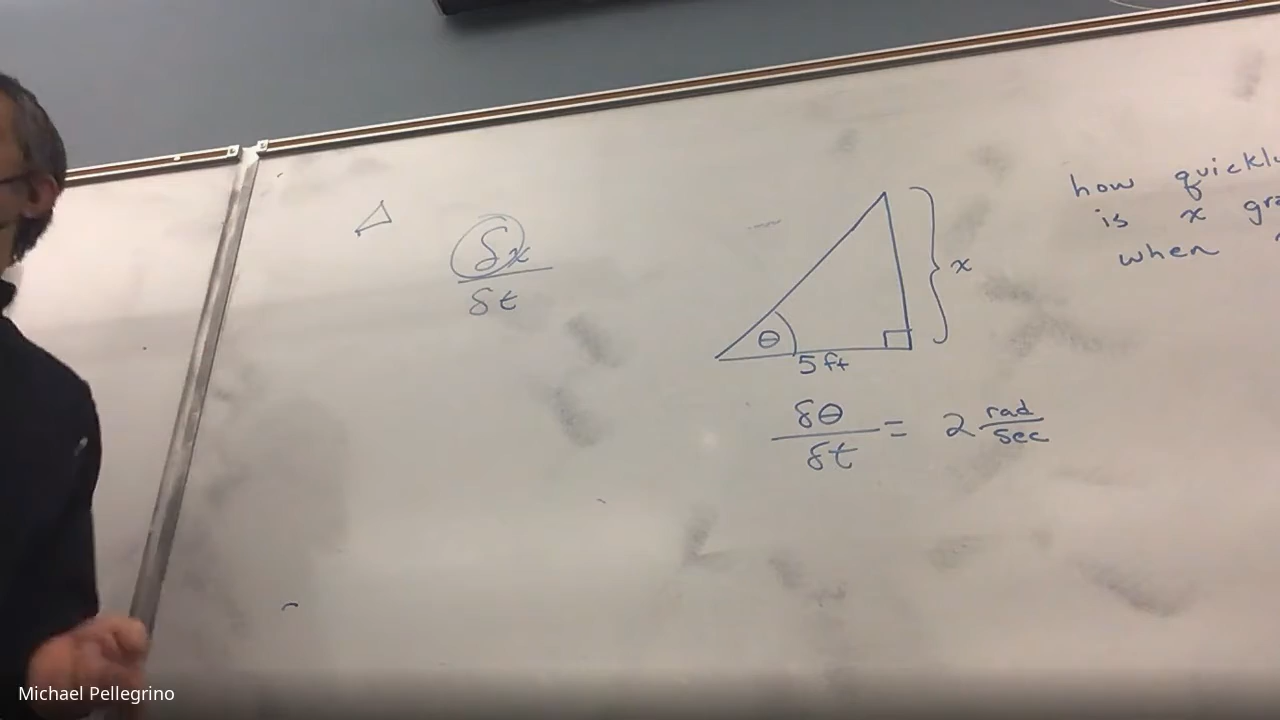 Δ
δx
δt
θ
5 ft
x
δθ
δt
= 2 rad
sec
how
is x
when
Michael Pellegrino